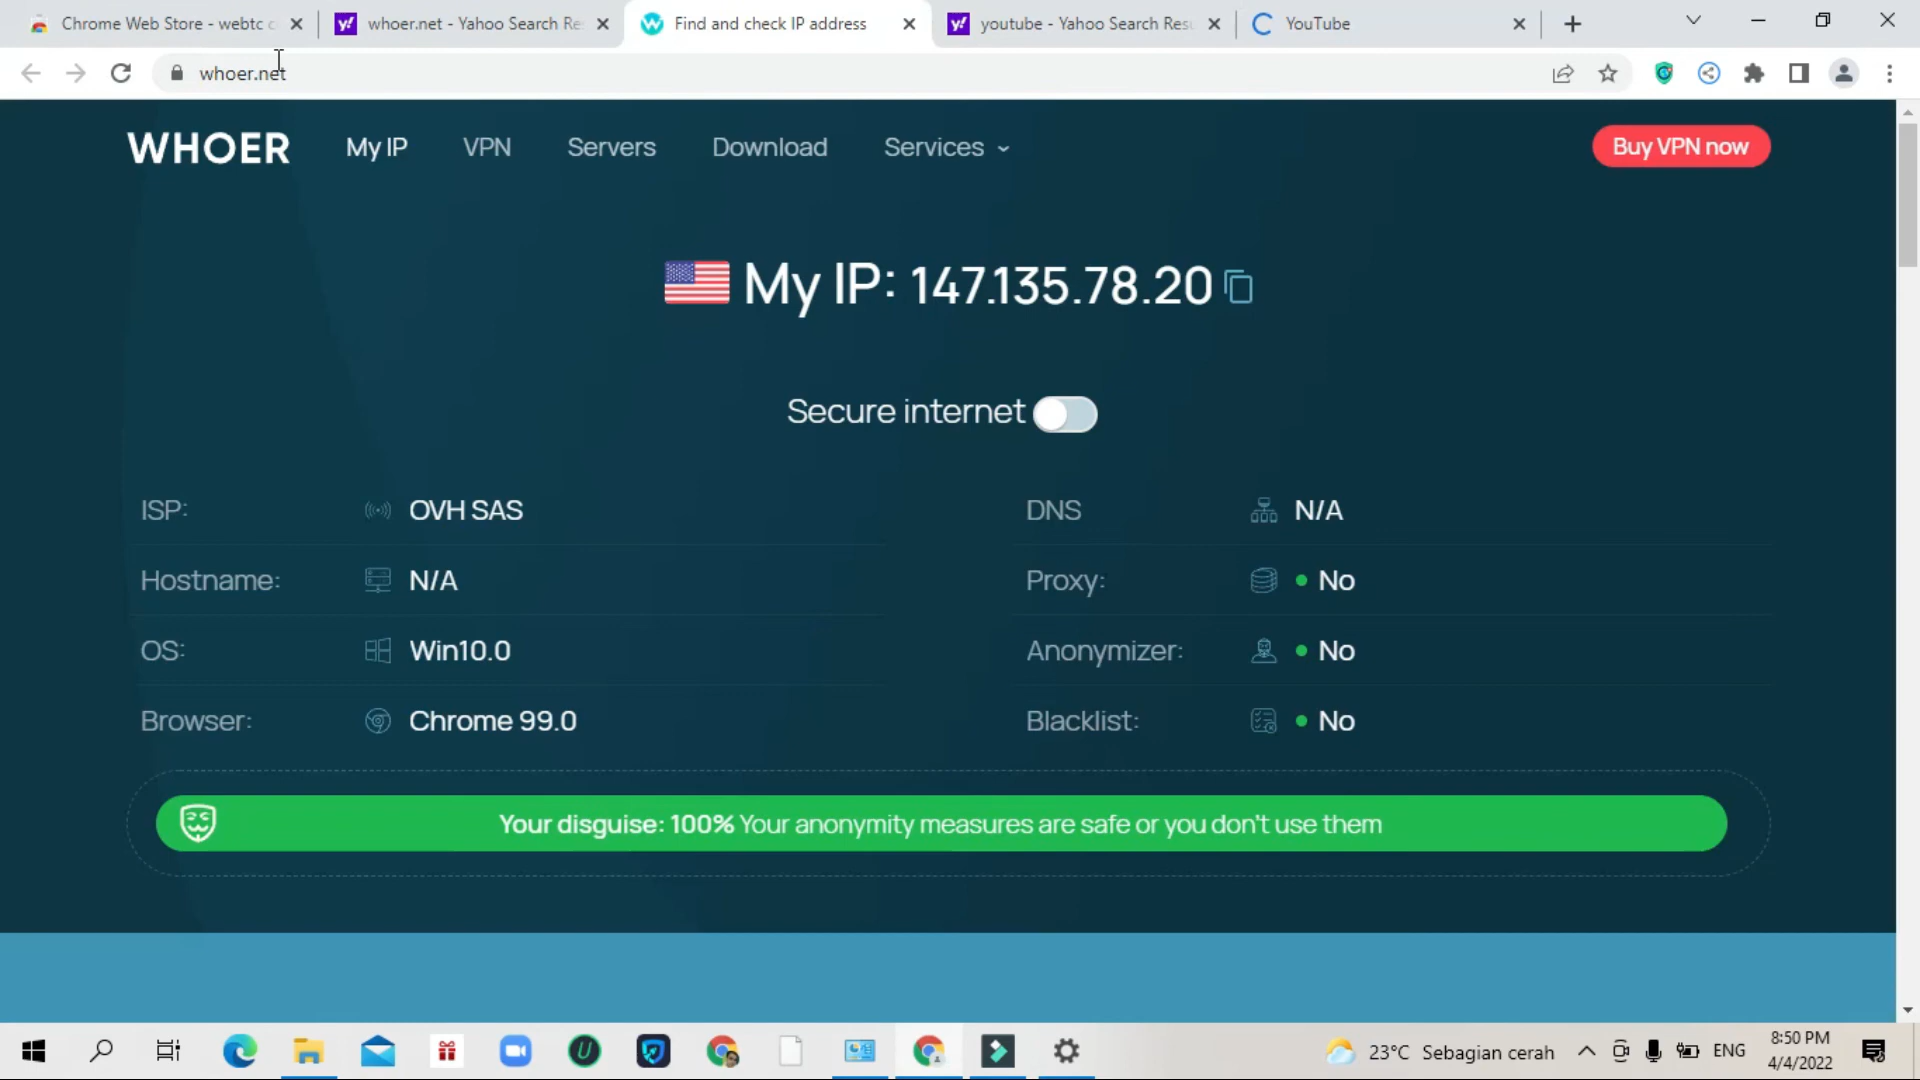 Chrome Web Store - webtc c
whoer.net - Yahoo Search Re
Find and check IP address
youtube - Yahoo Search Res
YouTube
whoer.net
WHOER
My IP
VPN
Servers
Download
Services
Buy VPN now
My IP: 147.135.78.20
Secure internet
ISP: OVH SAS
DNS N/A
Hostname: N/A
Proxy: No
OS: Win10.0
Anonymizer: No
Browser: Chrome 99.0
Blacklist: No
Your disguise: 100% Your anonymity measures are safe or you don't use them
23°C Sebagian cerah
ENG
8:50 PM
4/4/2022